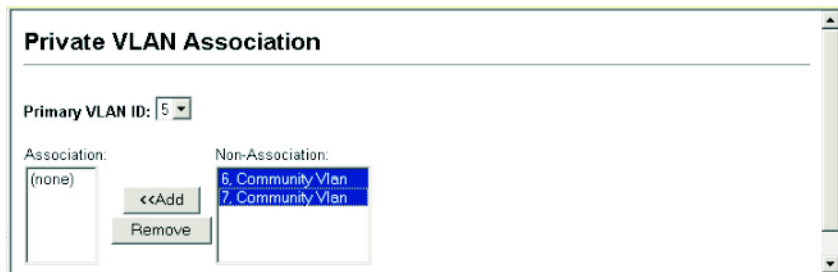 Private VLAN Association
Primary VLAN ID: 5
Association: Non-Association:
(none) 6, Community Vlan
<<Add 7, Community Vlan
Remove